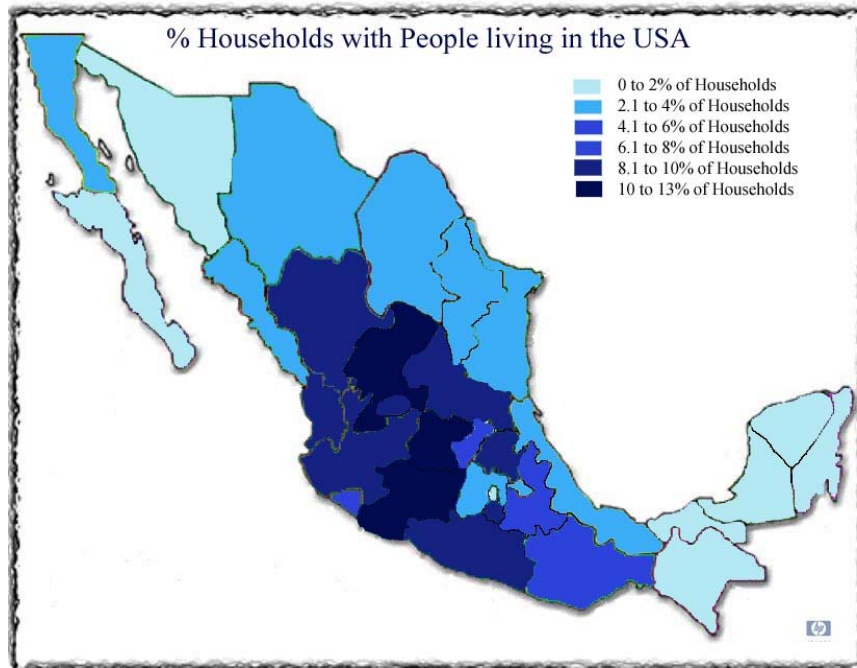 % Households with People living in the USA
0 to 2% of Households
2.1 to 4% of Households
4.1 to 6% of Households
6.1 to 8% of Households
8.1 to 10% of Households
10 to 13% of Households
hp